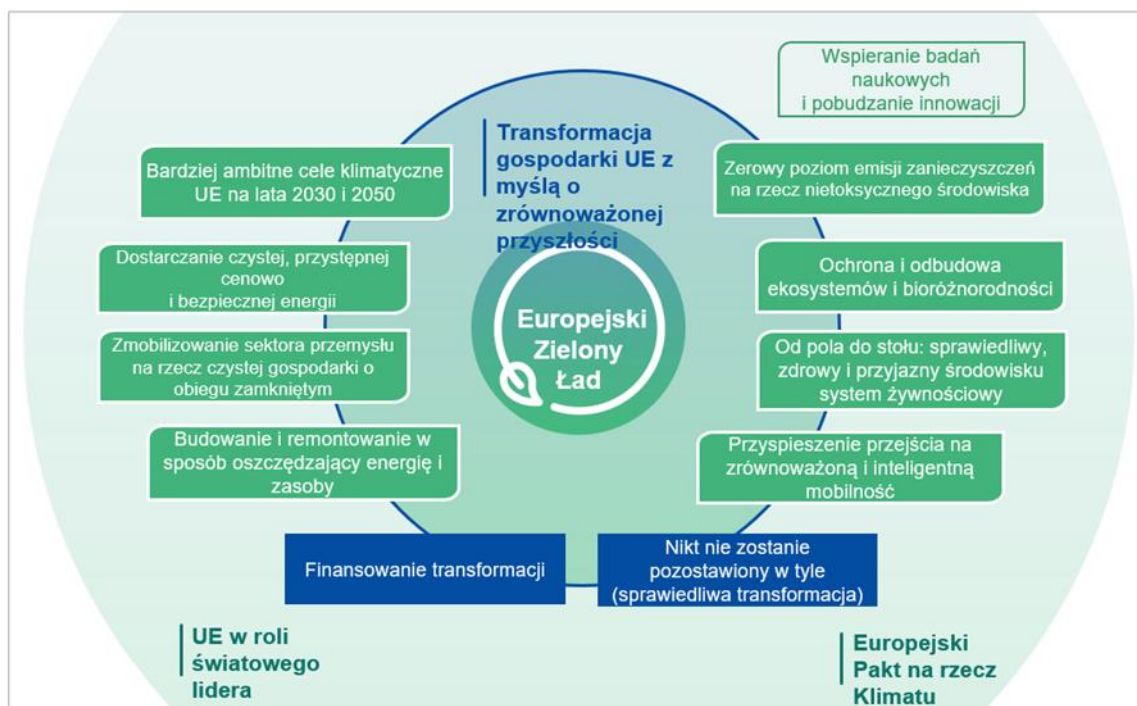 Wspieranie badań
naukowych
i pobudzanie innowacji
Transformacja
gospodarki UE z
myślą o
zrównoważonej
przyszłości
Bardziej ambitne cele klimatyczne
UE na lata 2030 i 2050
Zerowy poziom emisji zanieczyszczeń
na rzecz nietoksycznego środowiska
Dostarczanie czystej, przystępnej
cenowo
i bezpiecznej energii
Ochrona i odbudowa
ekosystemów i bioróżnorodności
Europejski
Zielony
Ład
Zmobilizowanie sektora przemysłu
na rzecz czystej gospodarki o
obiegu zamkniętym
Od pola do stołu: sprawiedliwy,
zdrowy i przyjazny środowisku
system żywnościowy
Budowanie i remontowanie w
sposób oszczędzający energię i
zasoby
Przyspieszenie przejścia na
zrównoważoną i inteligentną
mobilność
Finansowanie transformacji
Nikt nie zostanie
pozostawiony w tyle
(sprawiedliwa transformacja)
UE w roli
światowego
lidera
Europejski
Pakt na rzecz
Klimatu